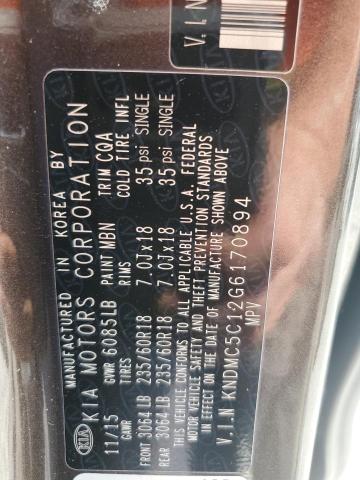 MADE IN KOREA BY
KIA KIA MOTORS CORPORATION
11/15 GVWR 6085LB PAINT MBN TRIM CQA
GAWR TIRES RIMS COLD TIRE INFL
FRONT 3064 LB 235/60R18 7.0Jx18 35 psi SINGLE
REAR 3064 LB 235/60R18 7.0Jx18 35 psi SINGLE
THIS VEHICLE CONFORMS TO ALL APPLICABLE U.S.A. FEDERAL
MOTOR VEHICLE SAFETY AND THEFT PREVENTION STANDARDS
IN EFFECT ON THE DATE OF MANUFACTURE SHOWN ABOVE
V.I.N KNDMC5C12G6170894
MPV
V.I.N